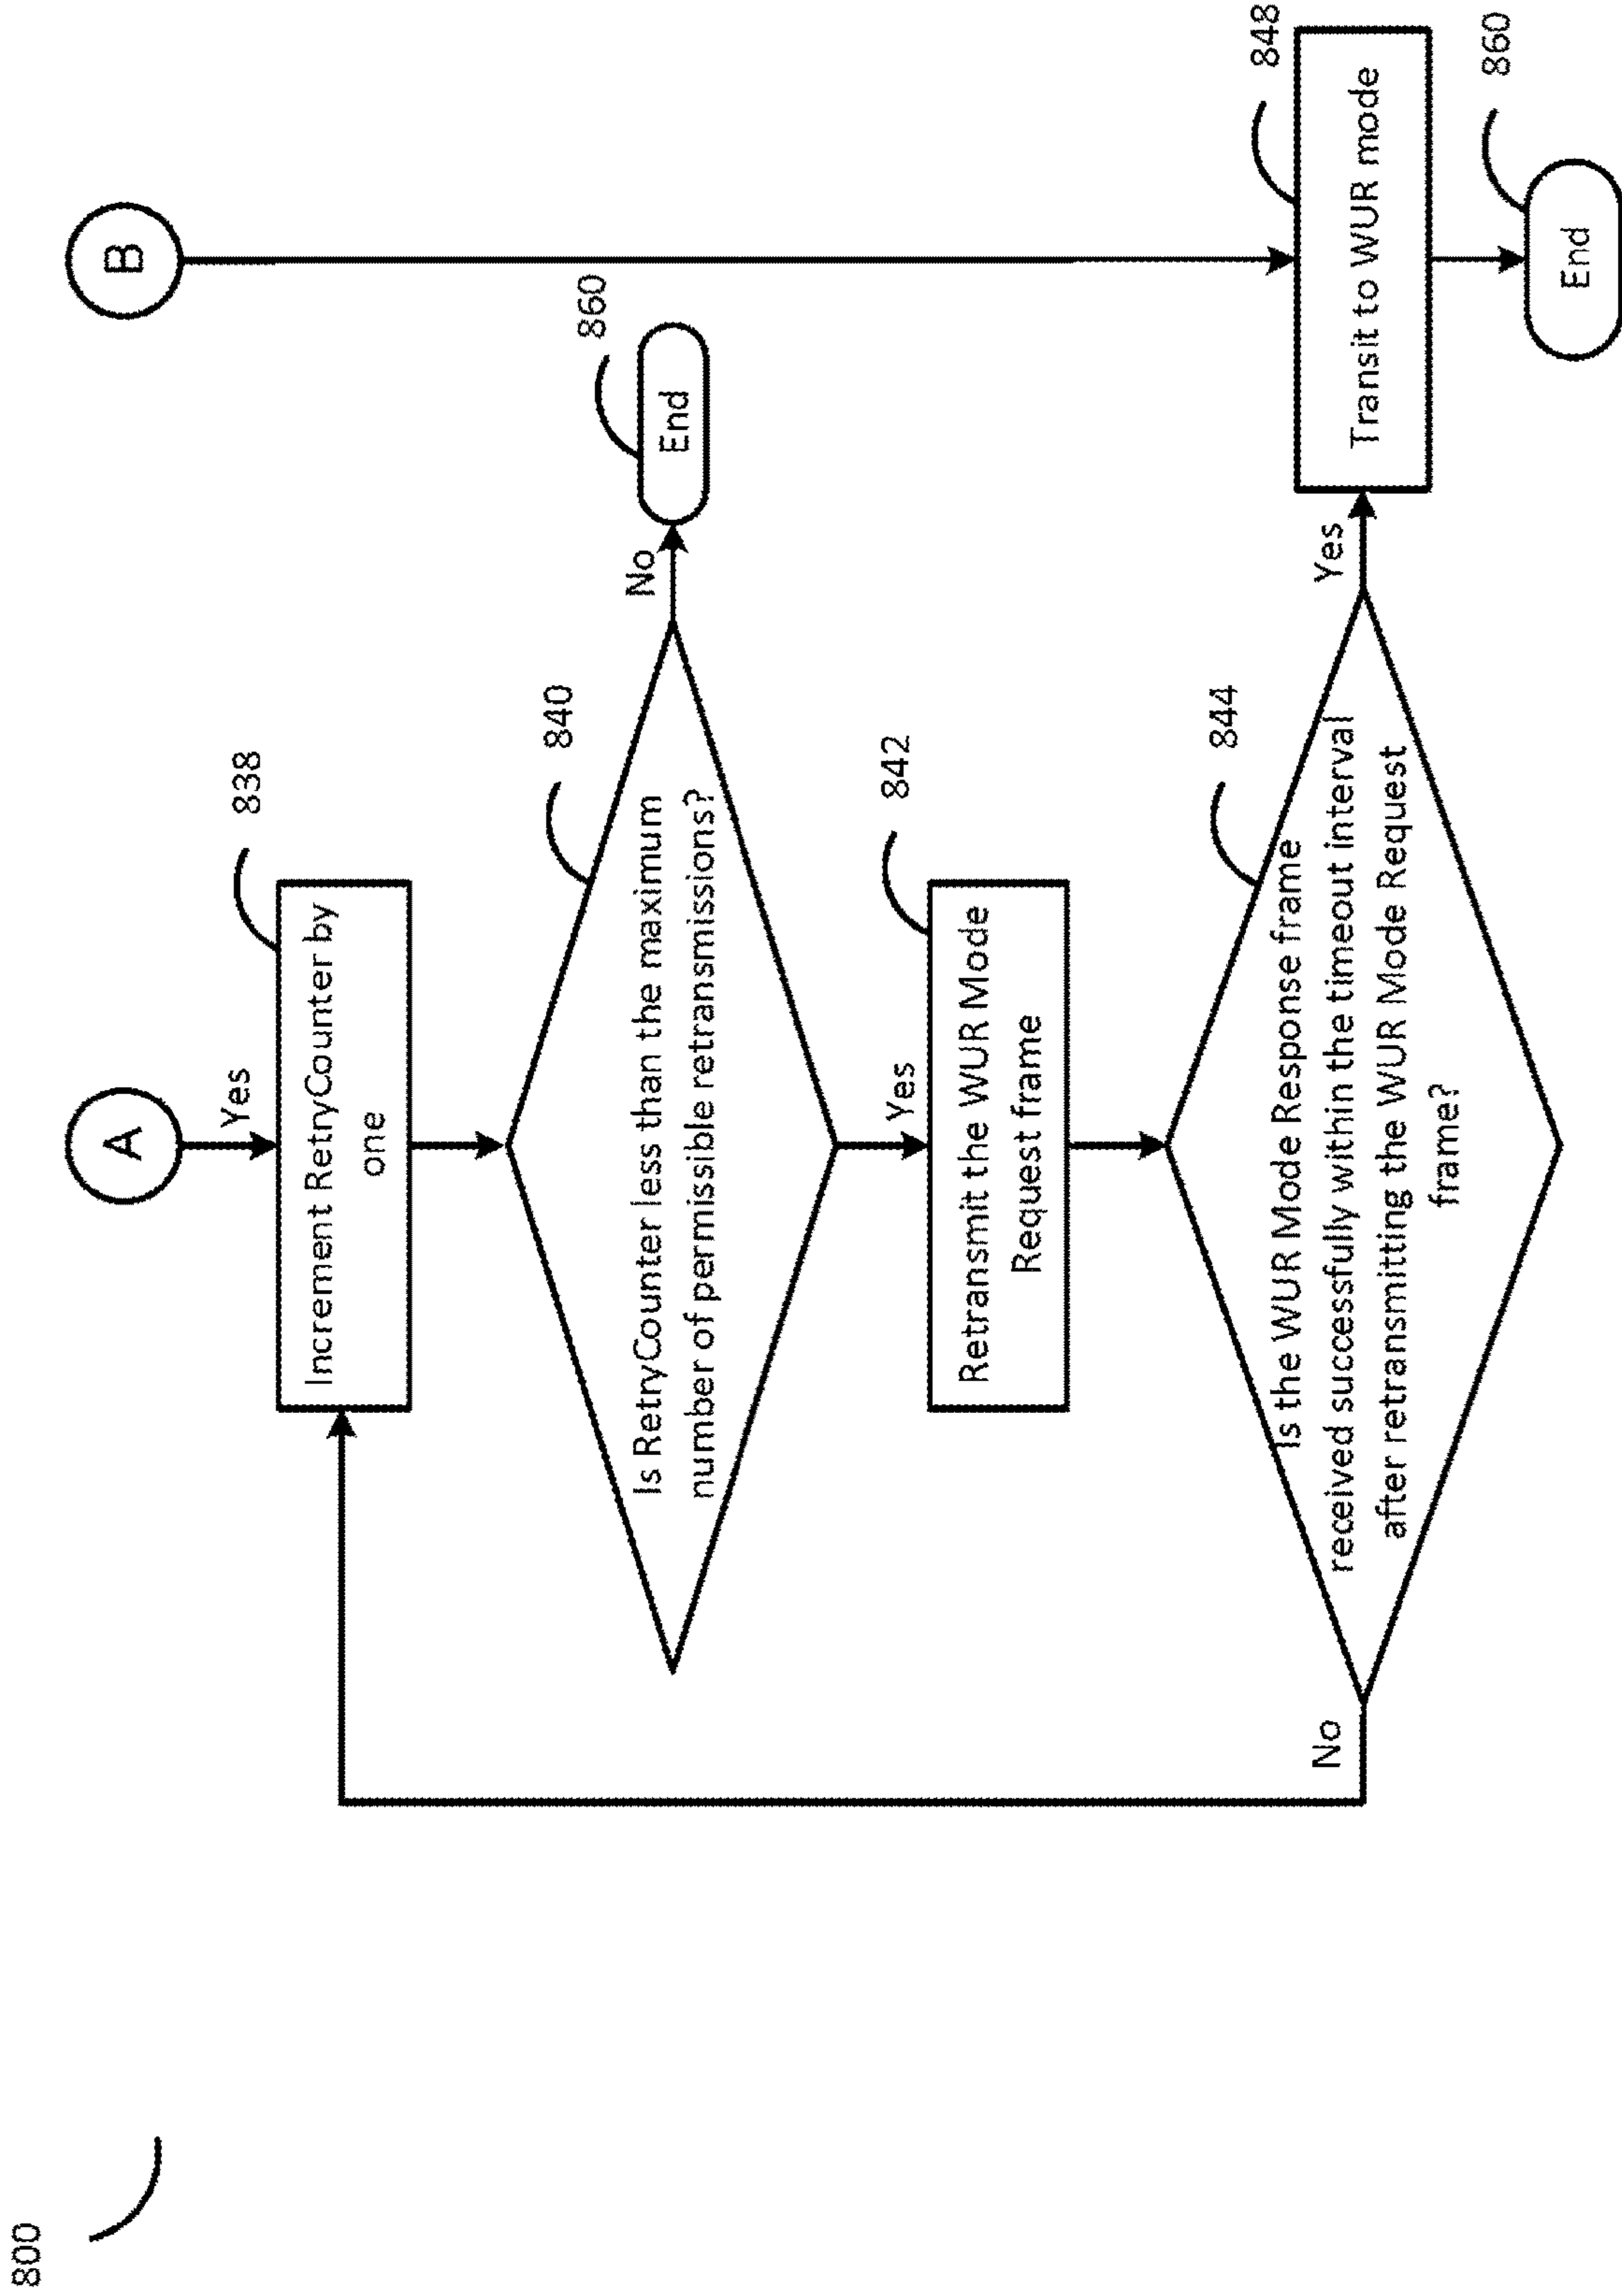 800
A
B
Yes
838
Increment RetryCounter by
one
840
Is RetryCounter less than the maximum
number of permissible retransmissions?
No
860
End
Yes
842
Retransmit the WUR Mode
Request frame
844
Is the WUR Mode Response frame
received successfully within the timeout interval
after retransmitting the WUR Mode Request
frame?
No
Yes
848
Transit to WUR mode
860
End